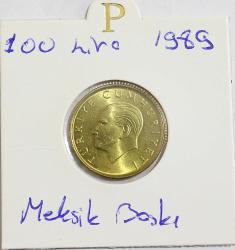 P
100 Lira 1989
TÜRKİYE CUMHURİYETİ
Meksik Baskı